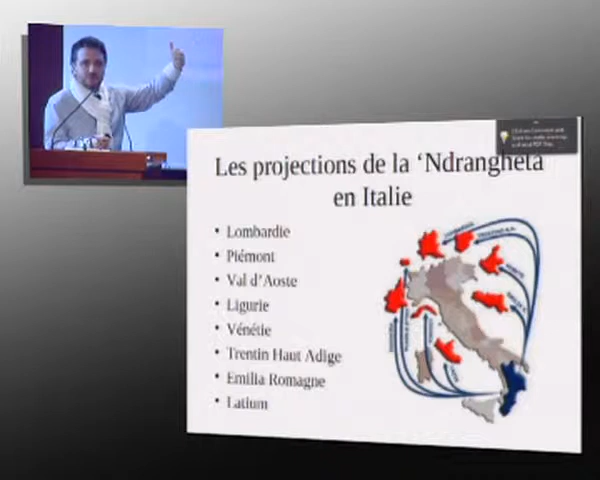 Les projections de la ‘Ndrangheta
en Italie
• Lombardie
• Piémont
• Val d’Aoste
• Ligurie
• Vénétie
• Trentin Haut Adige
• Emilia Romagne
• Latium